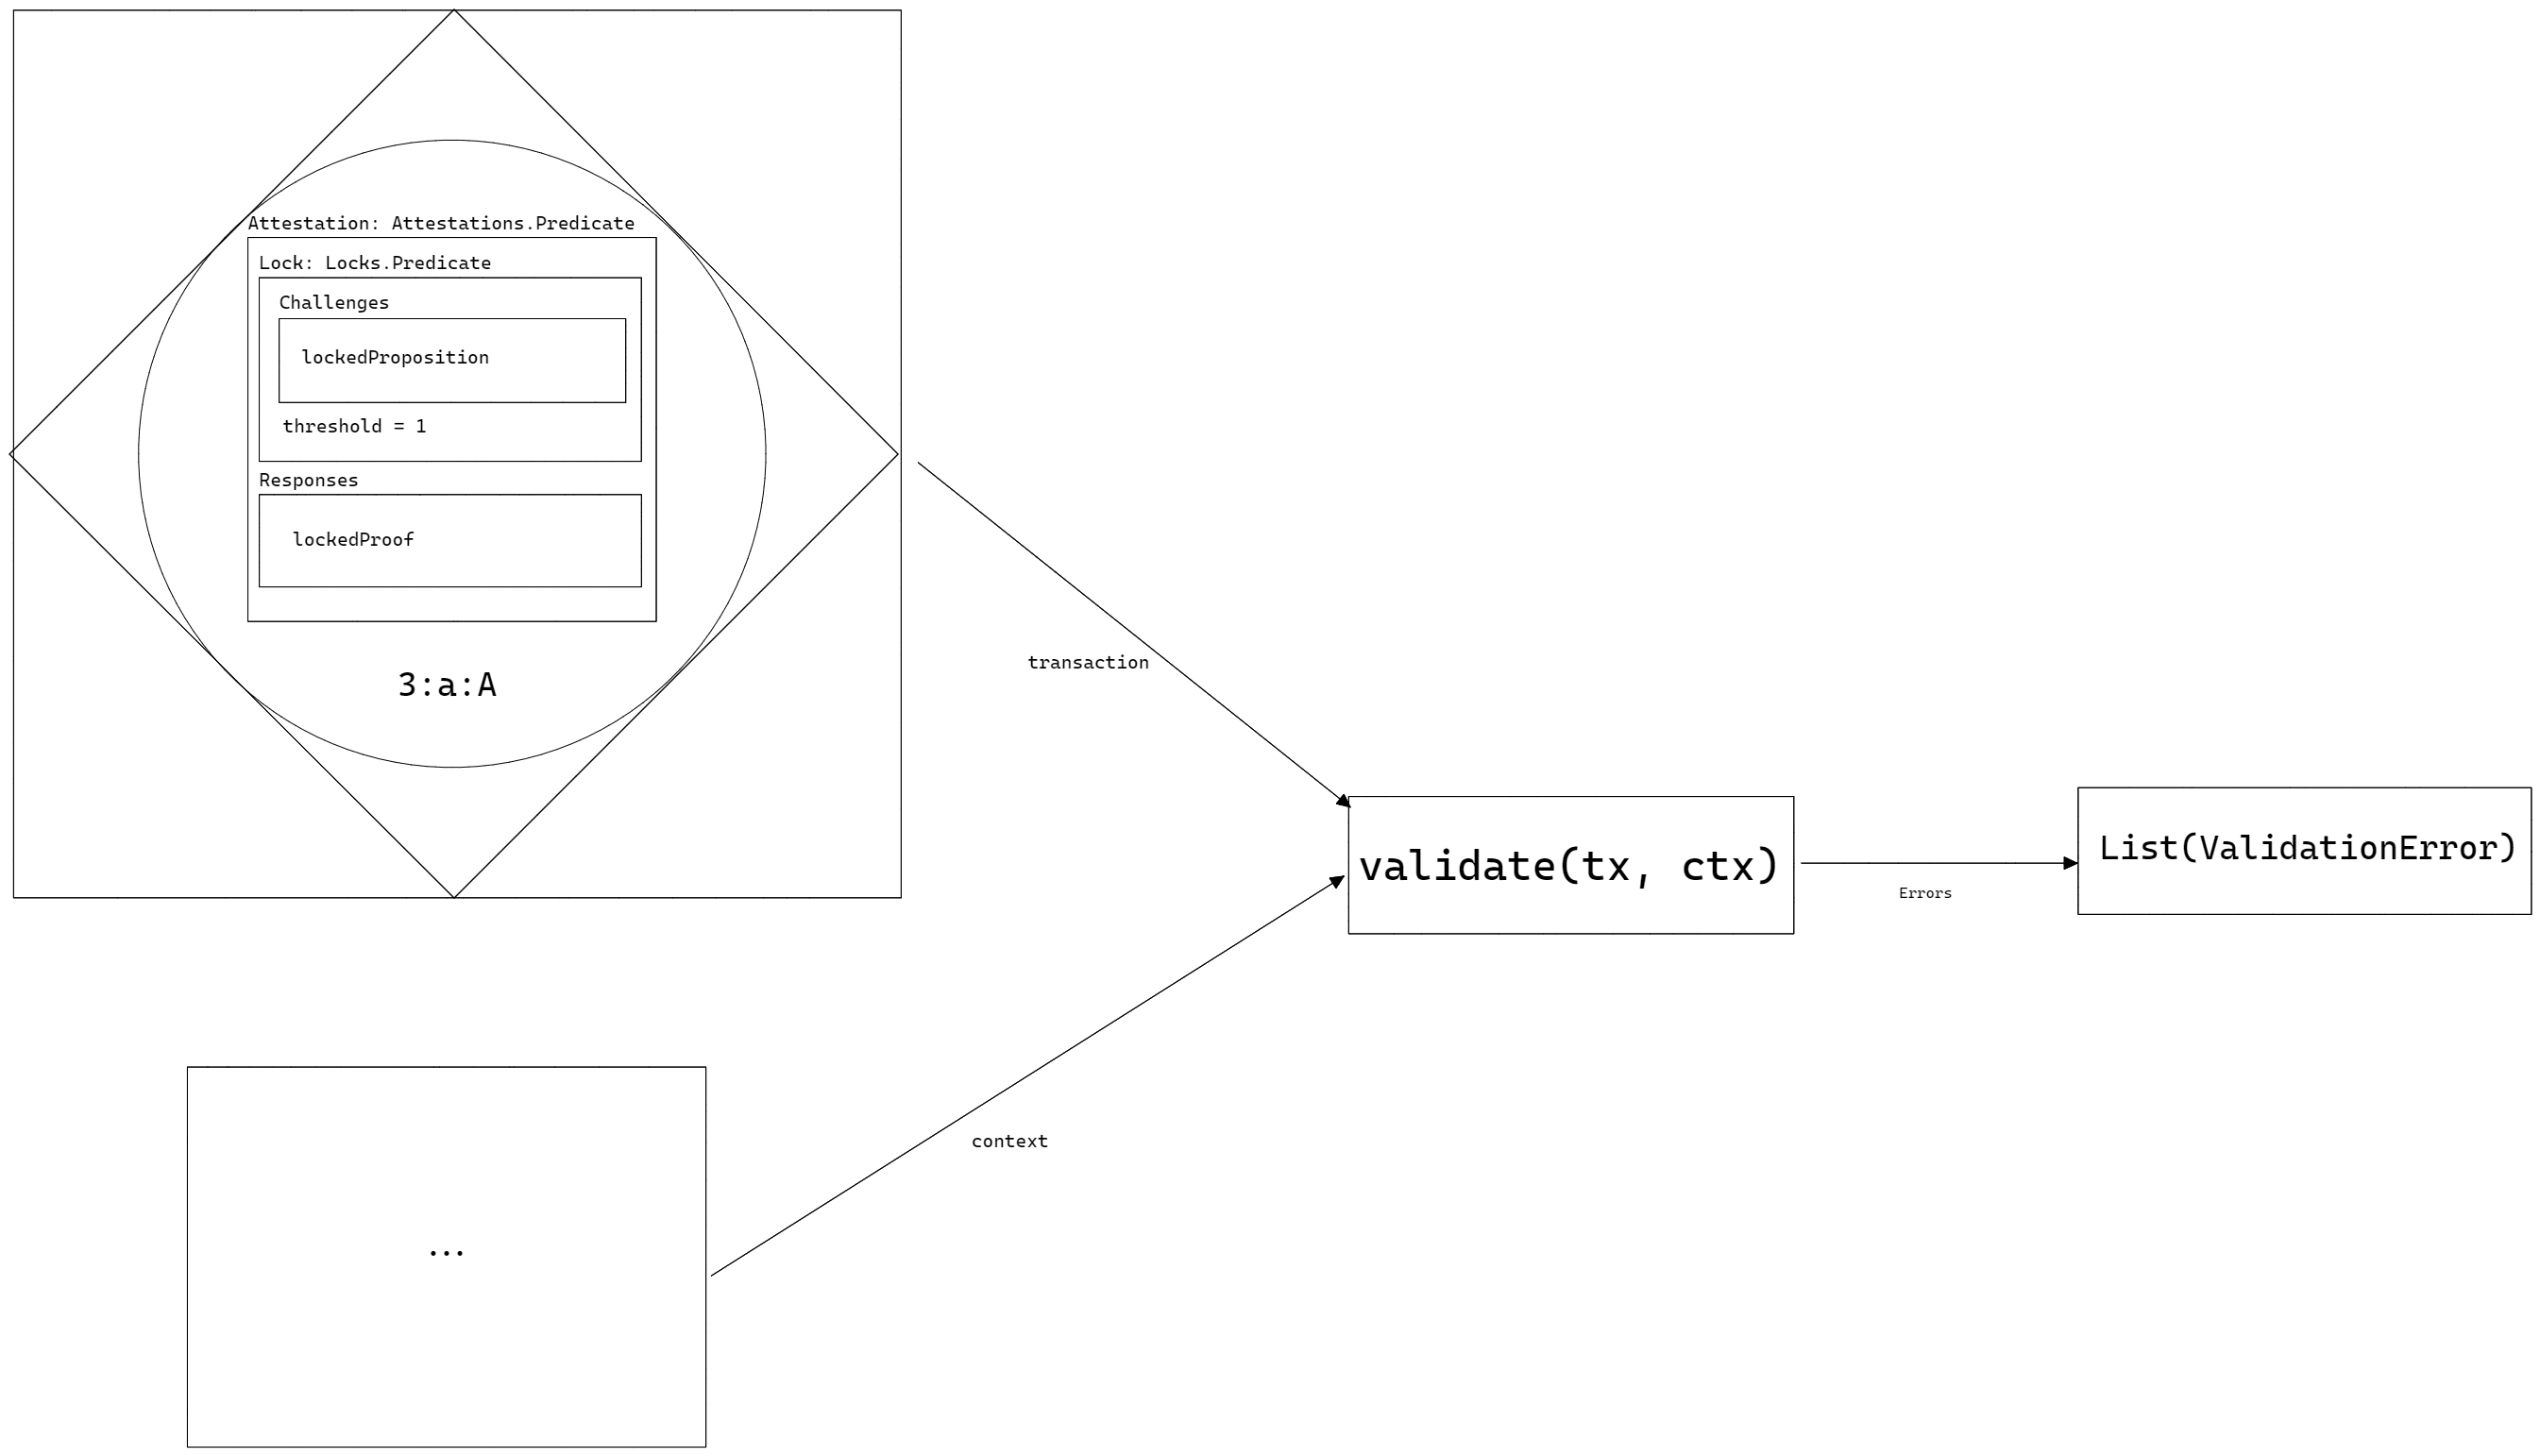 Attestation: Attestations.Predicate
Lock: Locks.Predicate
Challenges
lockedProposition
threshold = 1
Responses
lockedProof
3:a:A
transaction
validate(tx, ctx)
List(ValidationError)
Errors
context
...